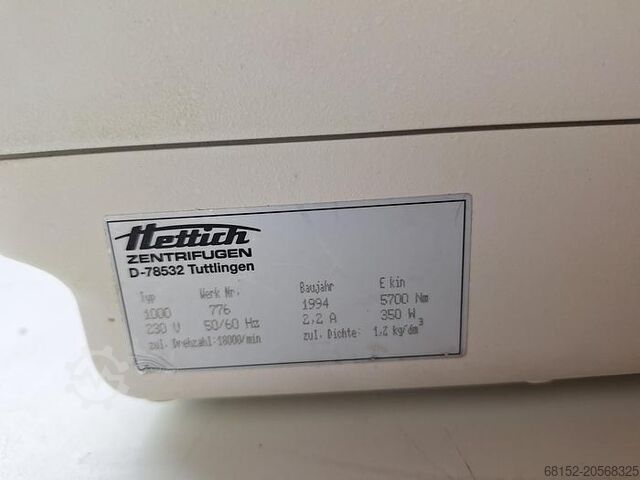 Hettich
ZENTRIFUGEN
D-78532 Tuttlingen
Typ Werk Nr. Baujahr E kin
1000 776 1994 5700 Nm
230 V 50/60 Hz 2,2 A 350 W
zul. Drehzahl 18000/min zul. Dichte: 1,2 kg/dm³
68152-20568325